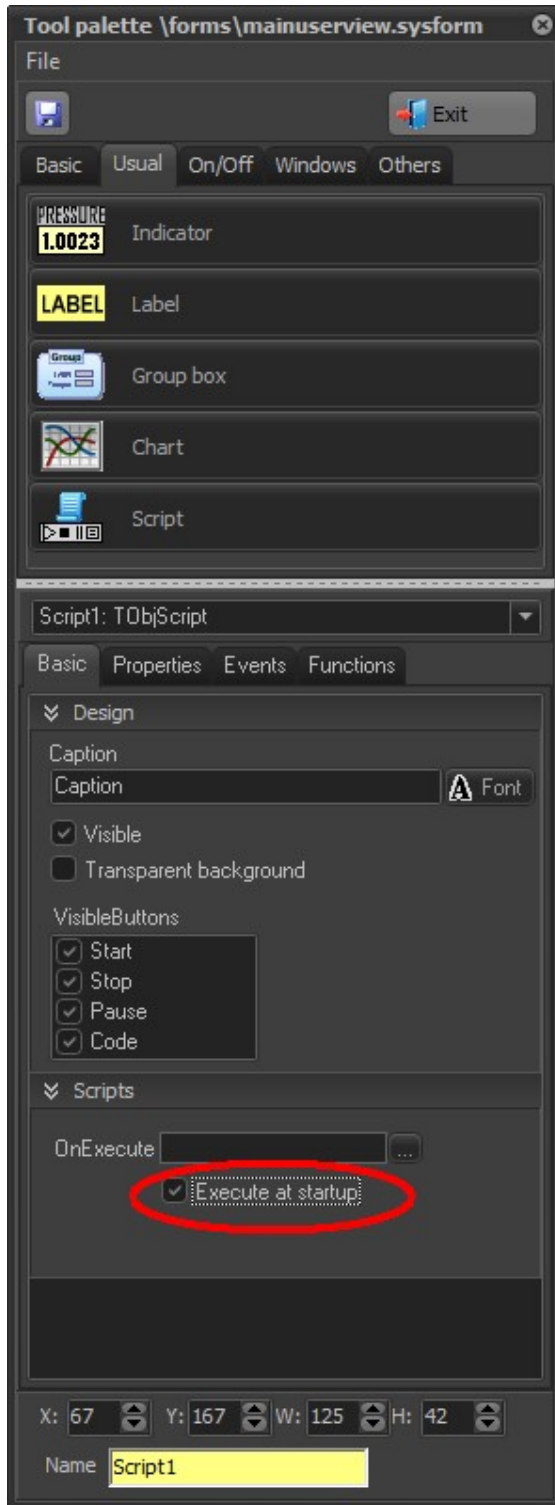 Tool palette \forms\mainuserview.sysform
File
Exit
Basic Usual On/Off Windows Others
PRESSURE
1.0023 Indicator
LABEL Label
Group
Group box
Chart
Script
Script1: TObjScript
Basic Properties Events Functions
Design
Caption
Caption A Font
Visible
Transparent background
VisibleButtons
Start
Stop
Pause
Code
Scripts
OnExecute ...
Execute at startup
X: 67 Y: 167 W: 125 H: 42
Name Script1